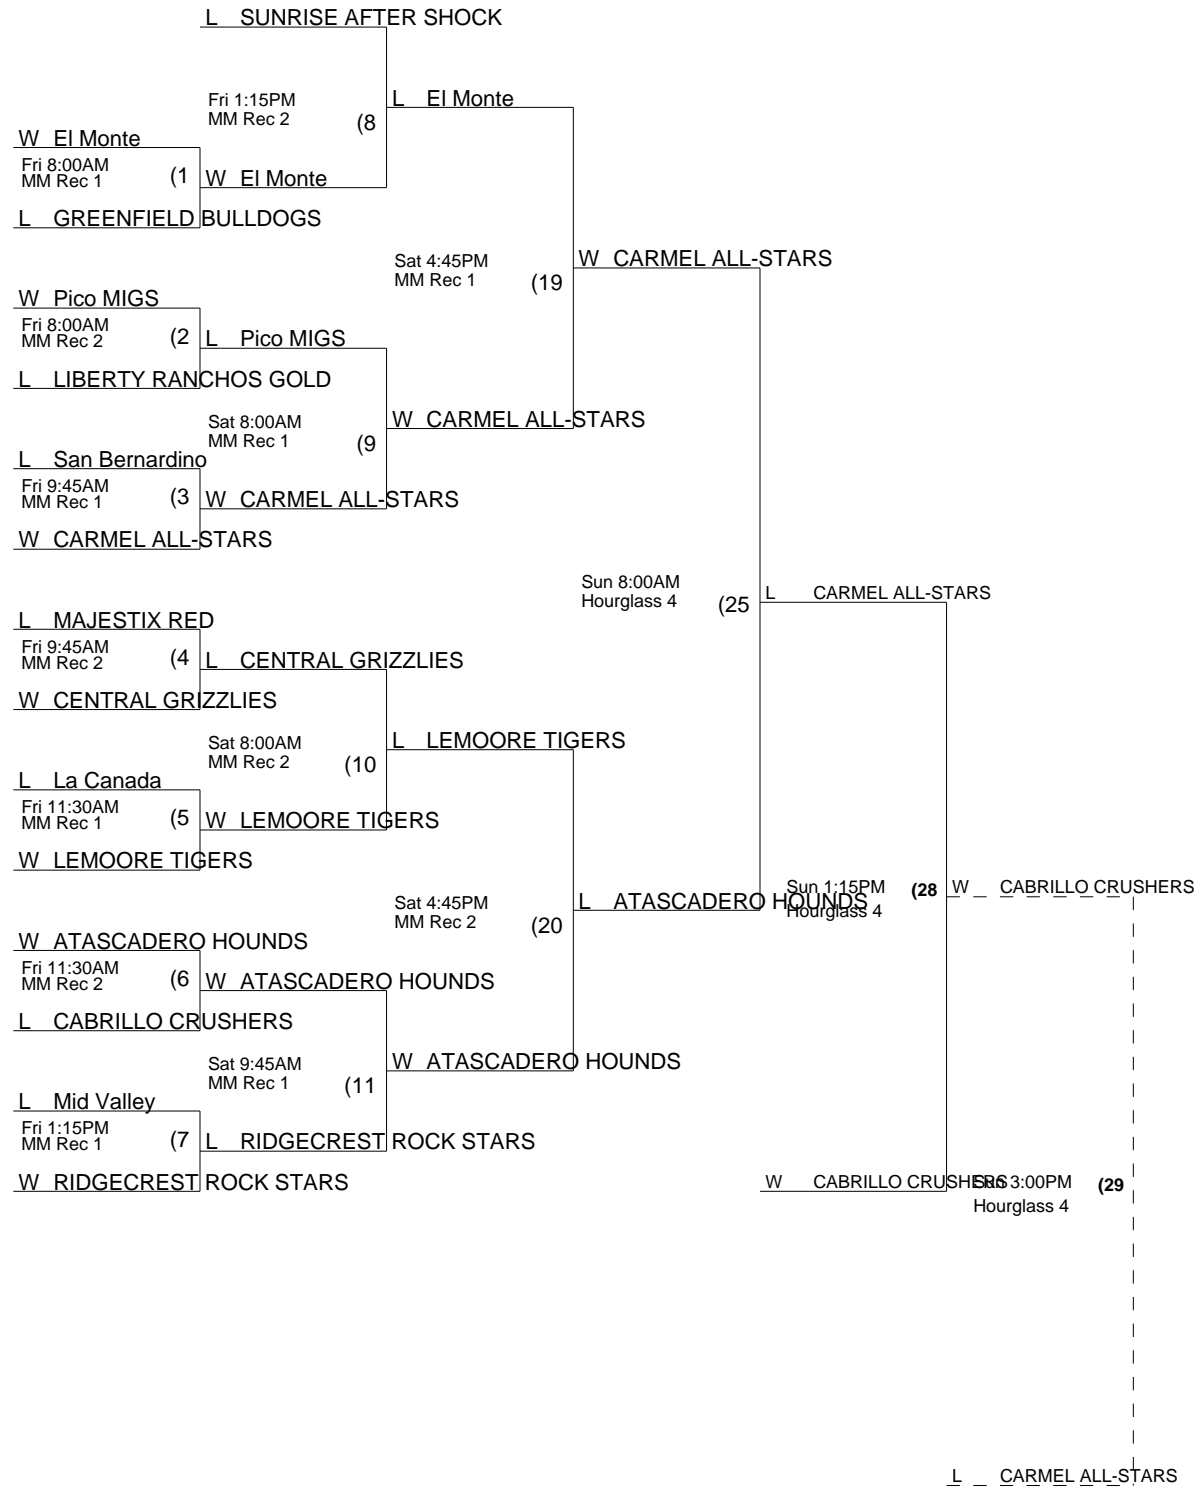 L SUNRISE AFTER SHOCK
Fri 1:15PM
MM Rec 2 (8
L El Monte
W El Monte
Fri 8:00AM
MM Rec 1 (1
W El Monte
L GREENFIELD BULLDOGS
Sat 4:45PM
MM Rec 1 (19
W CARMEL ALL-STARS
W Pico MIGS
Fri 8:00AM
MM Rec 2 (2
L Pico MIGS
L LIBERTY RANCHOS GOLD
Sat 8:00AM
MM Rec 1 (9
W CARMEL ALL-STARS
L San Bernardino
Fri 9:45AM
MM Rec 1 (3
W CARMEL ALL-STARS
W CARMEL ALL-STARS
Sun 8:00AM
Hourglass 4 (25
L CARMEL ALL-STARS
L MAJESTIX RED
Fri 9:45AM
MM Rec 2 (4
L CENTRAL GRIZZLIES
W CENTRAL GRIZZLIES
Sat 8:00AM
MM Rec 2 (10
L LEMOORE TIGERS
L La Canada
Fri 11:30AM
MM Rec 1 (5
W LEMOORE TIGERS
W LEMOORE TIGERS
Sat 4:45PM
MM Rec 2 (20
L ATASCADERO HOUNDS
Sun 1:15PM
Hourglass 4 (28
W CABRILLO CRUSHERS
W ATASCADERO HOUNDS
Fri 11:30AM
MM Rec 2 (6
W ATASCADERO HOUNDS
L CABRILLO CRUSHERS
Sat 9:45AM
MM Rec 1 (11
W ATASCADERO HOUNDS
L Mid Valley
Fri 1:15PM
MM Rec 1 (7
L RIDGECREST ROCK STARS
W RIDGECREST ROCK STARS
W CABRILLO CRUSHERS
Sun 3:00PM
Hourglass 4 (29
L CARMEL ALL-STARS